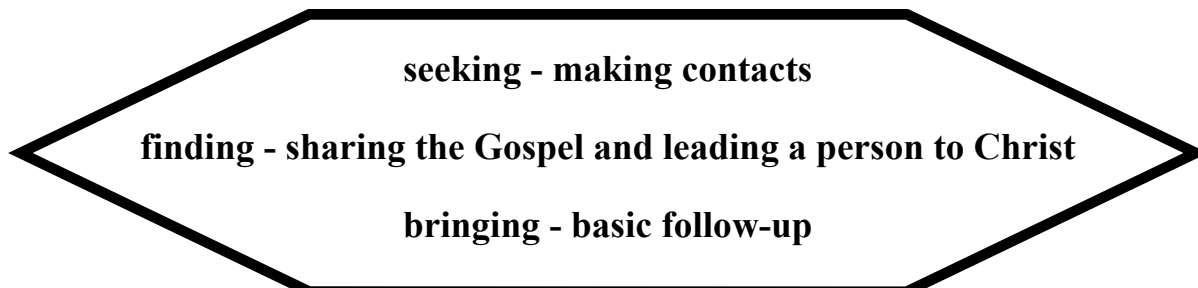 seeking - making contacts
finding - sharing the Gospel and leading a person to Christ
bringing - basic follow-up